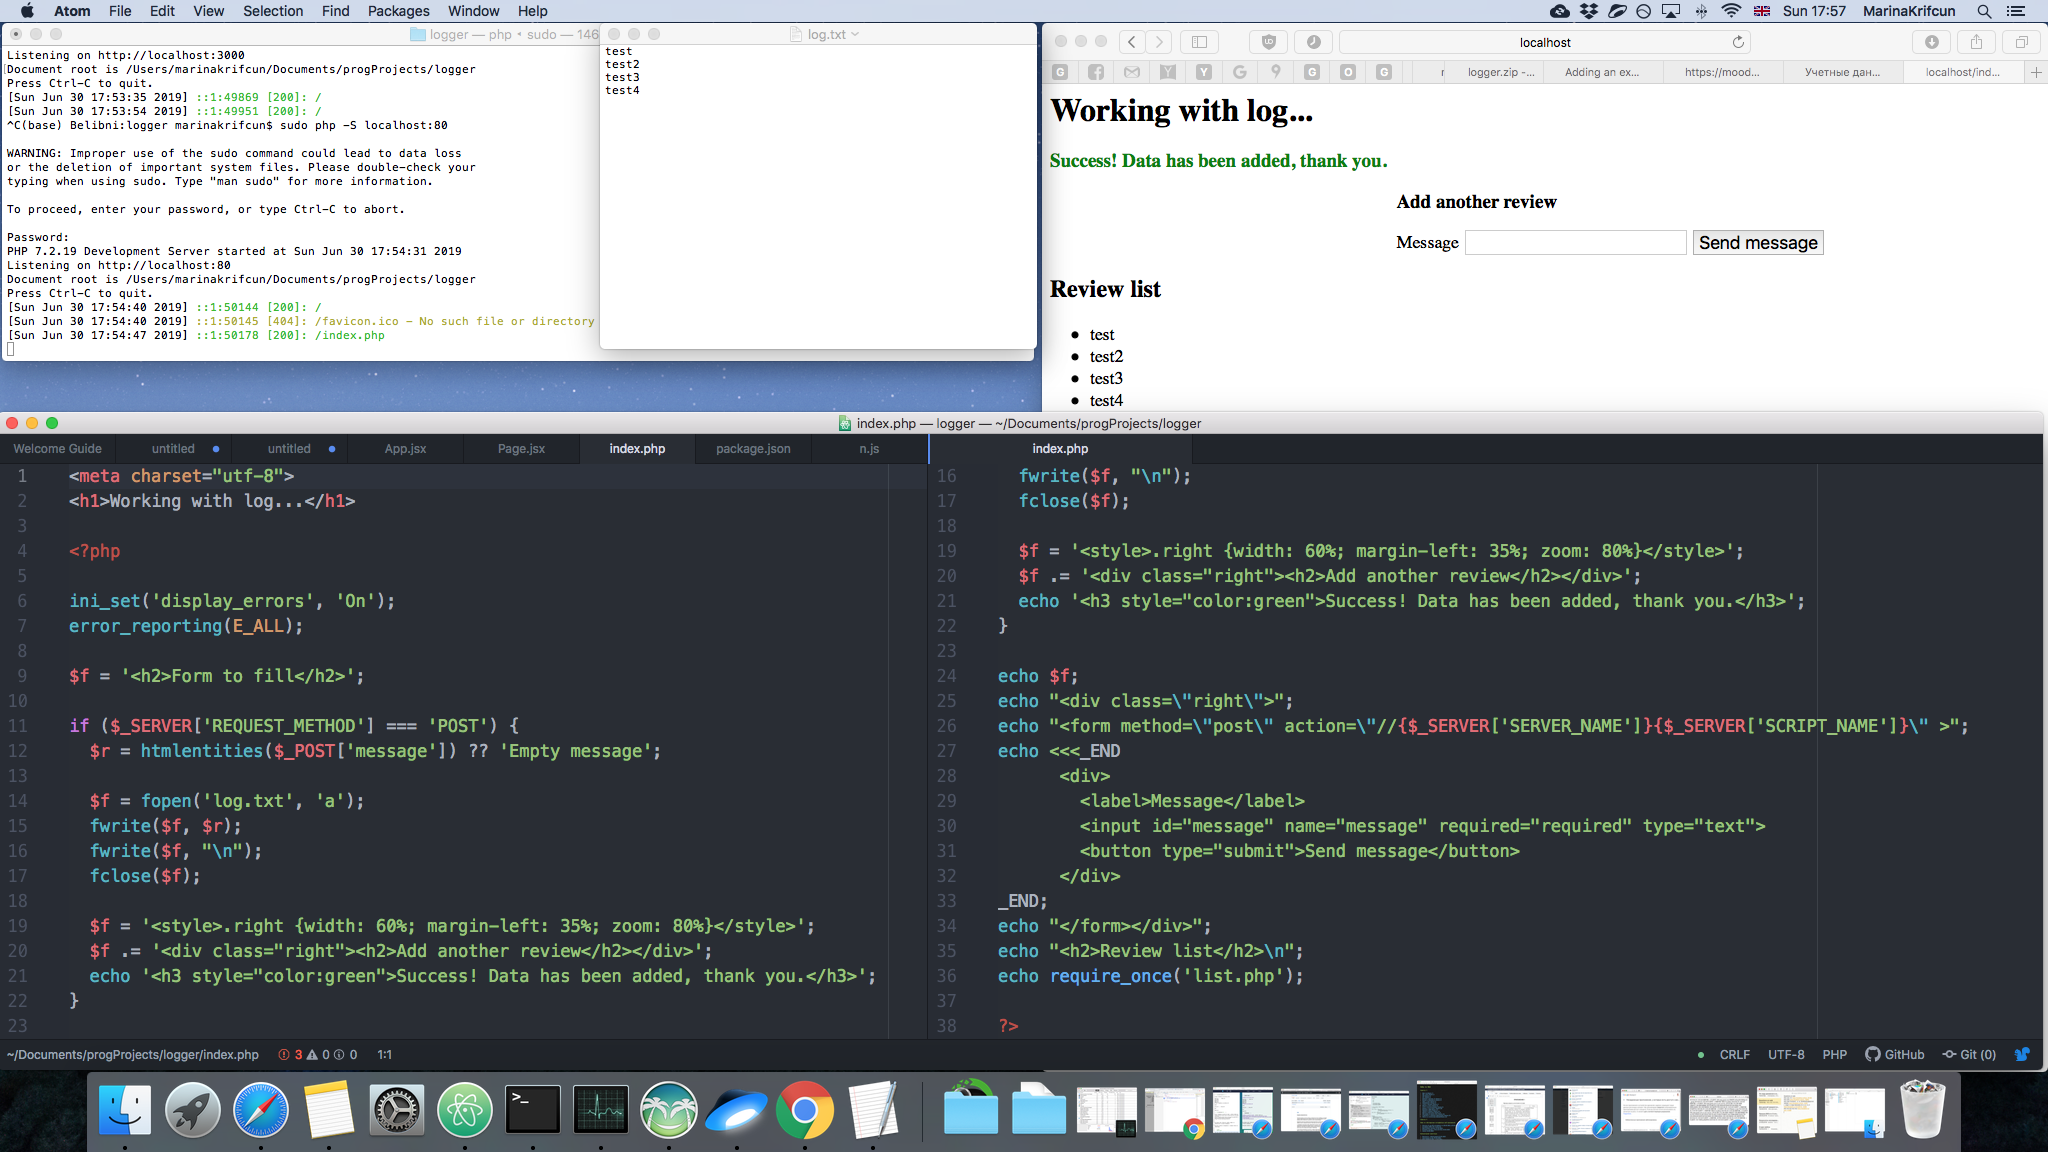 Atom File Edit View Selection Find Packages Window Help Sun 17:57 MarinaKrifcun
logger — php ‹ sudo — 146
Listening on http://localhost:3000
Document root is /Users/marinakrifcun/Documents/progProjects/logger
Press Ctrl-C to quit.
[Sun Jun 30 17:53:35 2019] ::1:49869 [200]: /
[Sun Jun 30 17:53:54 2019] ::1:49951 [200]: /
^C(base) Belibni:logger marinakrifcun$ sudo php -S localhost:80
WARNING: Improper use of the sudo command could lead to data loss
or the deletion of important system files. Please double-check your
typing when using sudo. Type "man sudo" for more information.
To proceed, enter your password, or type Ctrl-C to abort.
Password:
PHP 7.2.19 Development Server started at Sun Jun 30 17:54:31 2019
Listening on http://localhost:80
Document root is /Users/marinakrifcun/Documents/progProjects/logger
Press Ctrl-C to quit.
[Sun Jun 30 17:54:40 2019] ::1:50144 [200]: /
[Sun Jun 30 17:54:40 2019] ::1:50145 [404]: /favicon.ico - No such file or directory
[Sun Jun 30 17:54:47 2019] ::1:50178 [200]: /index.php
log.txt
test
test2
test3
test4
localhost
logger.zip -... Adding an ex... https://mood... Учетные дан... localhost/ind...
Working with log...
Success! Data has been added, thank you.
Add another review
Message Send message
Review list
• test
• test2
• test3
• test4
index.php — logger — ~/Documents/progProjects/logger
Welcome Guide untitled untitled App.jsx Page.jsx index.php package.json n.js
1 <meta charset="utf-8">
2 <h1>Working with log...</h1>
3
4 <?php
5
6 ini_set('display_errors', 'On');
7 error_reporting(E_ALL);
8
9 $f = '<h2>Form to fill</h2>';
10
11 if ($_SERVER['REQUEST_METHOD'] === 'POST') {
12 $r = htmlentities($_POST['message']) ?? 'Empty message';
13
14 $f = fopen('log.txt', 'a');
15 fwrite($f, $r);
16 fwrite($f, "\n");
17 fclose($f);
18
19 $f = '<style>.right {width: 60%; margin-left: 35%; zoom: 80%}</style>';
20 $f .= '<div class="right"><h2>Add another review</h2></div>';
21 echo '<h3 style="color:green">Success! Data has been added, thank you.</h3>';
22 }
23
index.php
16 fwrite($f, "\n");
17 fclose($f);
18
19 $f = '<style>.right {width: 60%; margin-left: 35%; zoom: 80%}</style>';
20 $f .= '<div class="right"><h2>Add another review</h2></div>';
21 echo '<h3 style="color:green">Success! Data has been added, thank you.</h3>';
22 }
23
24 echo $f;
25 echo "<div class=\"right\">";
26 echo "<form method=\"post\" action=\"//{$_SERVER['SERVER_NAME']}{$_SERVER['SCRIPT_NAME']}\" >";
27 echo <<<_END
28 <div>
29 <label>Message</label>
30 <input id="message" name="message" required="required" type="text">
31 <button type="submit">Send message</button>
32 </div>
33 _END;
34 echo "</form></div>";
35 echo "<h2>Review list</h2>\n";
36 echo require_once('list.php');
37
38 ?>
~/Documents/progProjects/logger/index.php 3 0 0 1:1 CRLF UTF-8 PHP GitHub Git (0)